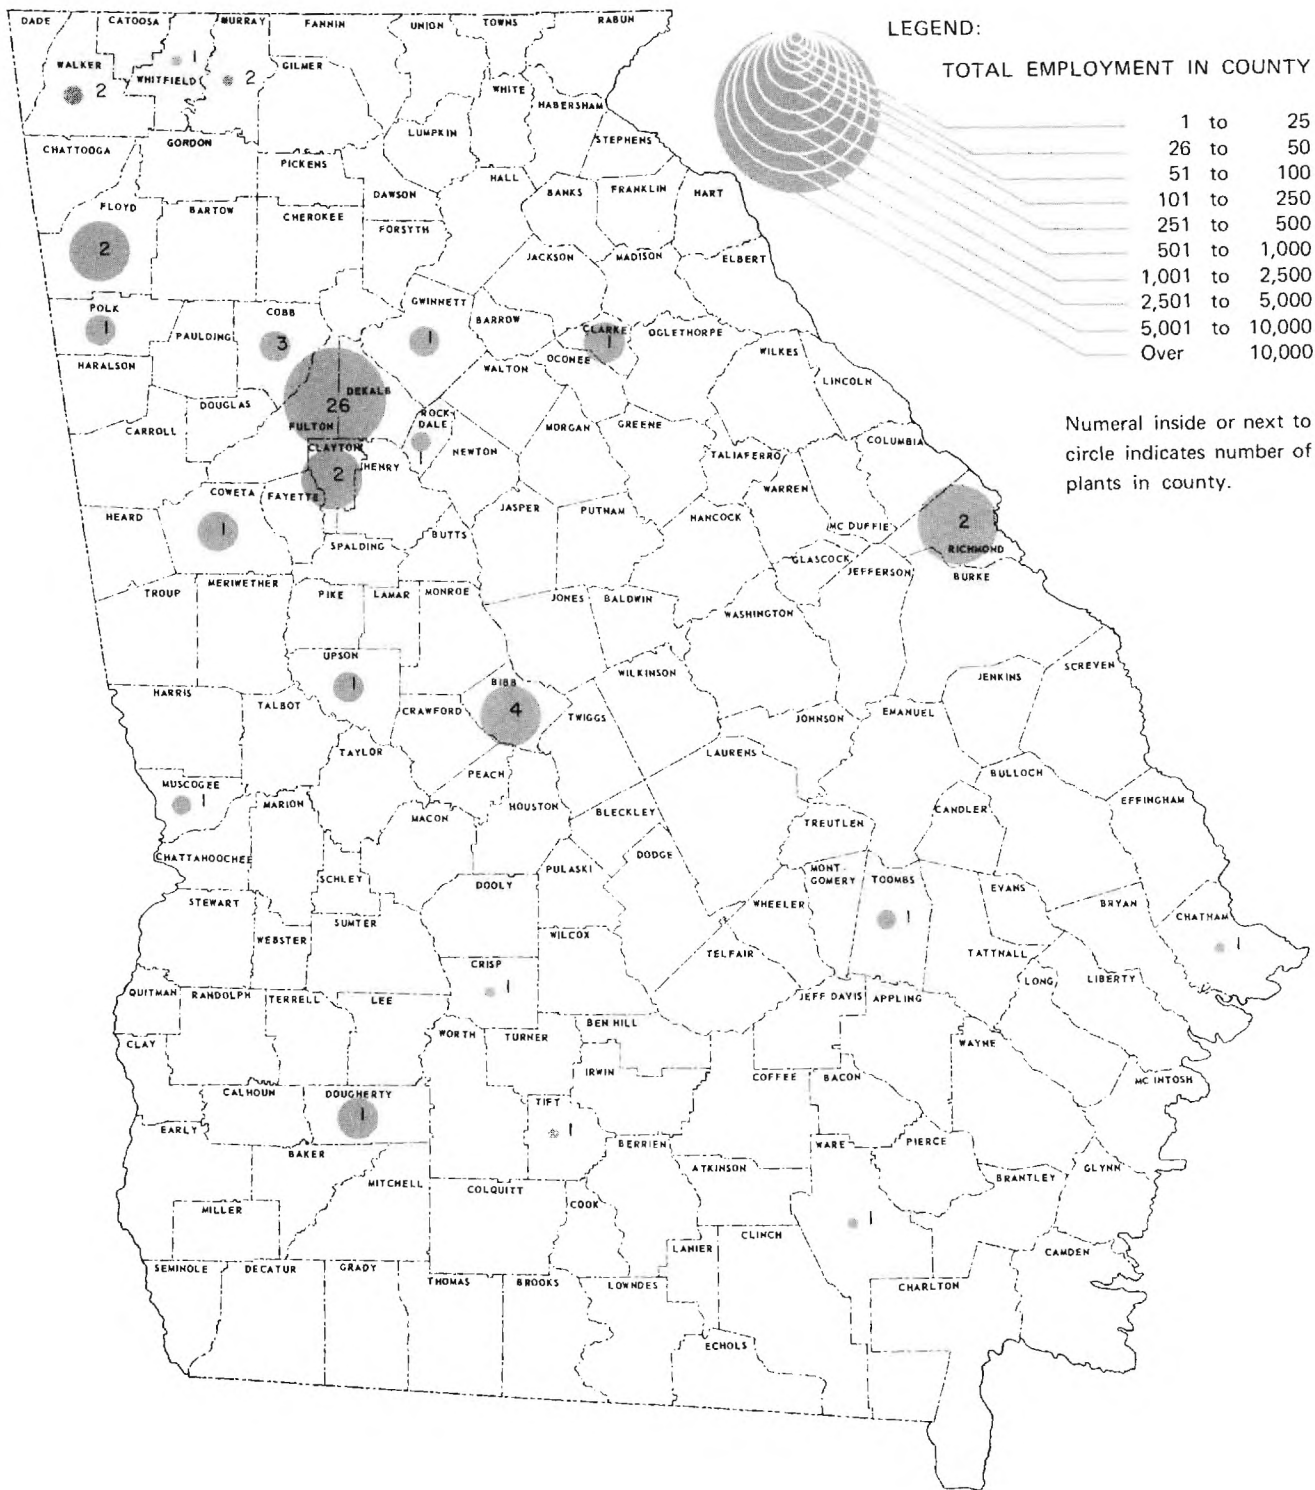 LEGEND:
TOTAL EMPLOYMENT IN COUNTY
1 to 25
26 to 50
51 to 100
101 to 250
251 to 500
501 to 1,000
1,001 to 2,500
2,501 to 5,000
5,001 to 10,000
Over 10,000
Numeral inside or next to
circle indicates number of
plants in county.
DADE
CATOOSA
MURRAY
FANNIN
UNION
TOWNS
RABUN
WALKER
2
WHITFIELD
1
2
GILMER
WHITE
HABERSHAM
LUMPKIN
STEPHENS
CHATTOOGA
GORDON
PICKENS
DAWSON
HALL
BANKS
FRANKLIN
HART
FLOYD
2
BARTOW
CHEROKEE
FORSYTH
JACKSON
MADISON
ELBERT
POLK
1
PAULDING
COBB
3
GWINNETT
1
BARROW
CLARKE
1
OCONEE
OGLETHORPE
WILKES
LINCOLN
HARALSON
DOUGLAS
DEKALB
26
FULTON
WALTON
ROCK
DALE
1
CARROLL
CLAYTON
2
HENRY
NEWTON
MORGAN
GREENE
TALIAFERRO
COLUMBIA
WARREN
MC DUFFIE
2
RICHMOND
HEARD
COWETA
1
FAYETTE
SPALDING
BUTTS
JASPER
PUTNAM
HANCOCK
GLASCOCK
JEFFERSON
BURKE
TROUP
MERIWETHER
PIKE
LAMAR
MONROE
JONES
BALDWIN
WASHINGTON
UPSON
1
HARRIS
TALBOT
CRAWFORD
BIBB
4
TWIGGS
WILKINSON
JOHNSON
EMANUEL
JENKINS
SCREVEN
TAYLOR
PEACH
HOUSTON
LAURENS
BULLOCH
EFFINGHAM
MUSCOGEE
1
MARION
MACON
BLECKLEY
TREUTLEN
CANDLER
CHATTAHOOCHEE
SCHLEY
DOOLY
PULASKI
DODGE
MONT-
GOMERY
WHEELER
TOOMBS
1
EVANS
BRYAN
CHATHAM
1
STEWART
WEBSTER
SUMTER
WILCOX
TELFAIR
TATTNALL
CRISP
1
QUITMAN
RANDOLPH
TERRELL
LEE
JEFF DAVIS
APPLING
LONG
LIBERTY
CLAY
WORTH
TURNER
BEN HILL
IRWIN
COFFEE
BACON
WAYNE
MC INTOSH
CALHOUN
DOUGHERTY
1
TIFT
1
EARLY
BAKER
BERRIEN
ATKINSON
WARE
1
PIERCE
BRANTLEY
GLYNN
MITCHELL
COLQUITT
COOK
MILLER
LANIER
CLINCH
CAMDEN
SEMINOLE
DECATUR
GRADY
THOMAS
BROOKS
LOWNDES
CHARLTON
ECHOLS